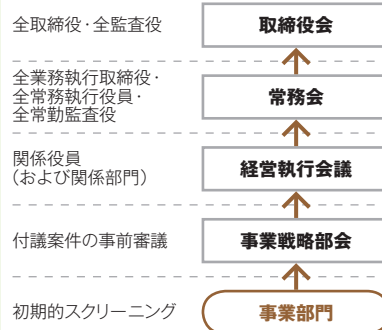 全取締役・全監査役
取締役会
全業務執行取締役・
全常務執行役員・
全常勤監査役
常務会
関係役員
(および関係部門)
経営執行会議
付議案件の事前審議
事業戦略部会
初期的スクリーニング
事業部門